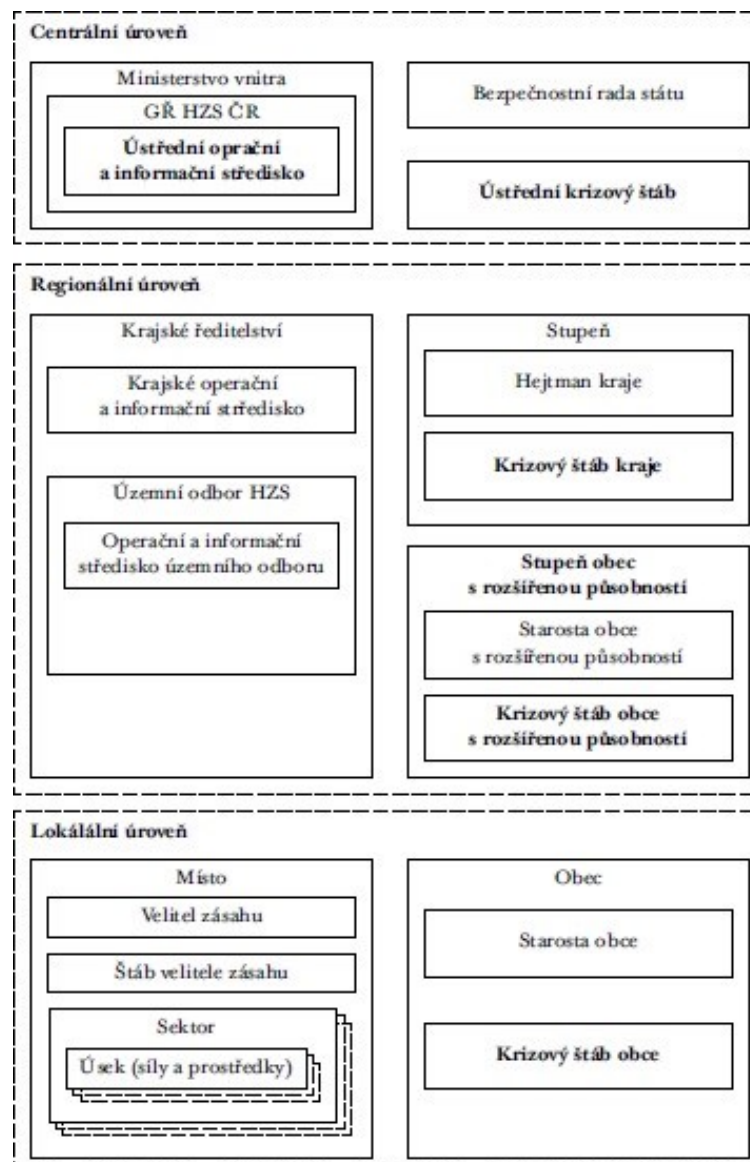 Centrální úroveň
Ministerstvo vnitra
GŘ HZS ČR
Ústřední oprační
a informační středisko
Bezpečnostní rada státu
Ústřední krizový štáb
Regionální úroveň
Krajské ředitelství
Krajské operační
a informační strředisko
Územní odbor HZS
Operační a informační
středisko územního odboru
Stupeň
Hejtman kraje
Krizový štáb kraje
Stupeň obec
s rozšířenou působností
Starosta obce
s rozšířenou působností
Krizový štáb obce
s rozšířenou působností
Lokálální úroveň
Místo
Velitel zásahu
Štáb velitele zásahu
Sektor
Úsek (síly a prostředky)
Obec
Starosta obce
Krizový štáb obce